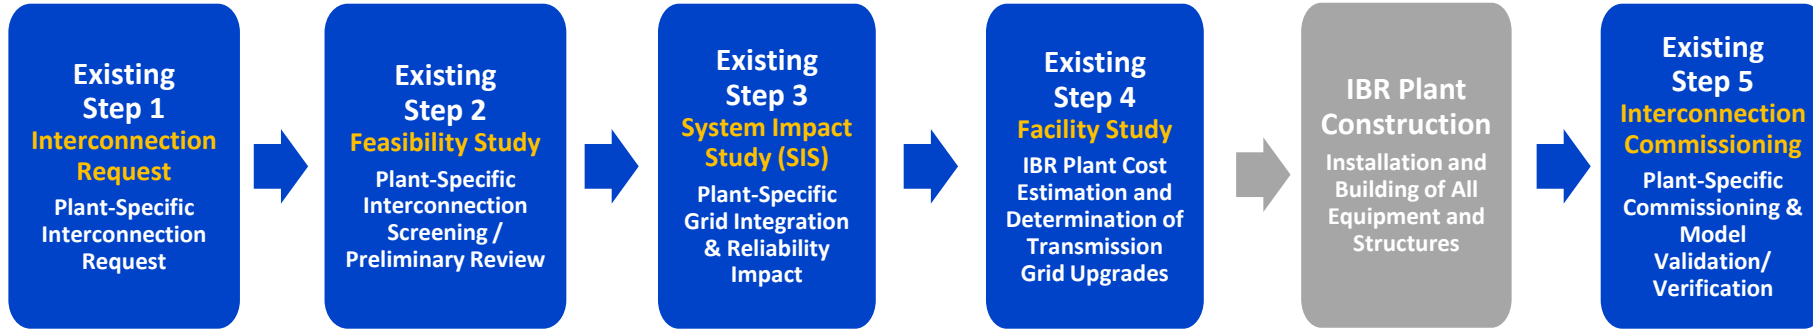 Existing
Step 1
Interconnection
Request
Plant-Specific
Interconnection
Request
Existing
Step 2
Feasibility Study
Plant-Specific
Interconnection
Screening /
Preliminary Review
Existing
Step 3
System Impact
Study (SIS)
Plant-Specific
Grid Integration
& Reliability
Impact
Existing
Step 4
Facility Study
IBR Plant Cost
Estimation and
Determination of
Transmission
Grid Upgrades
IBR Plant
Construction
Installation and
Building of All
Equipment and
Structures
Existing
Step 5
Interconnection
Commissioning
Plant-Specific
Commissioning &
Model
Validation/
Verification